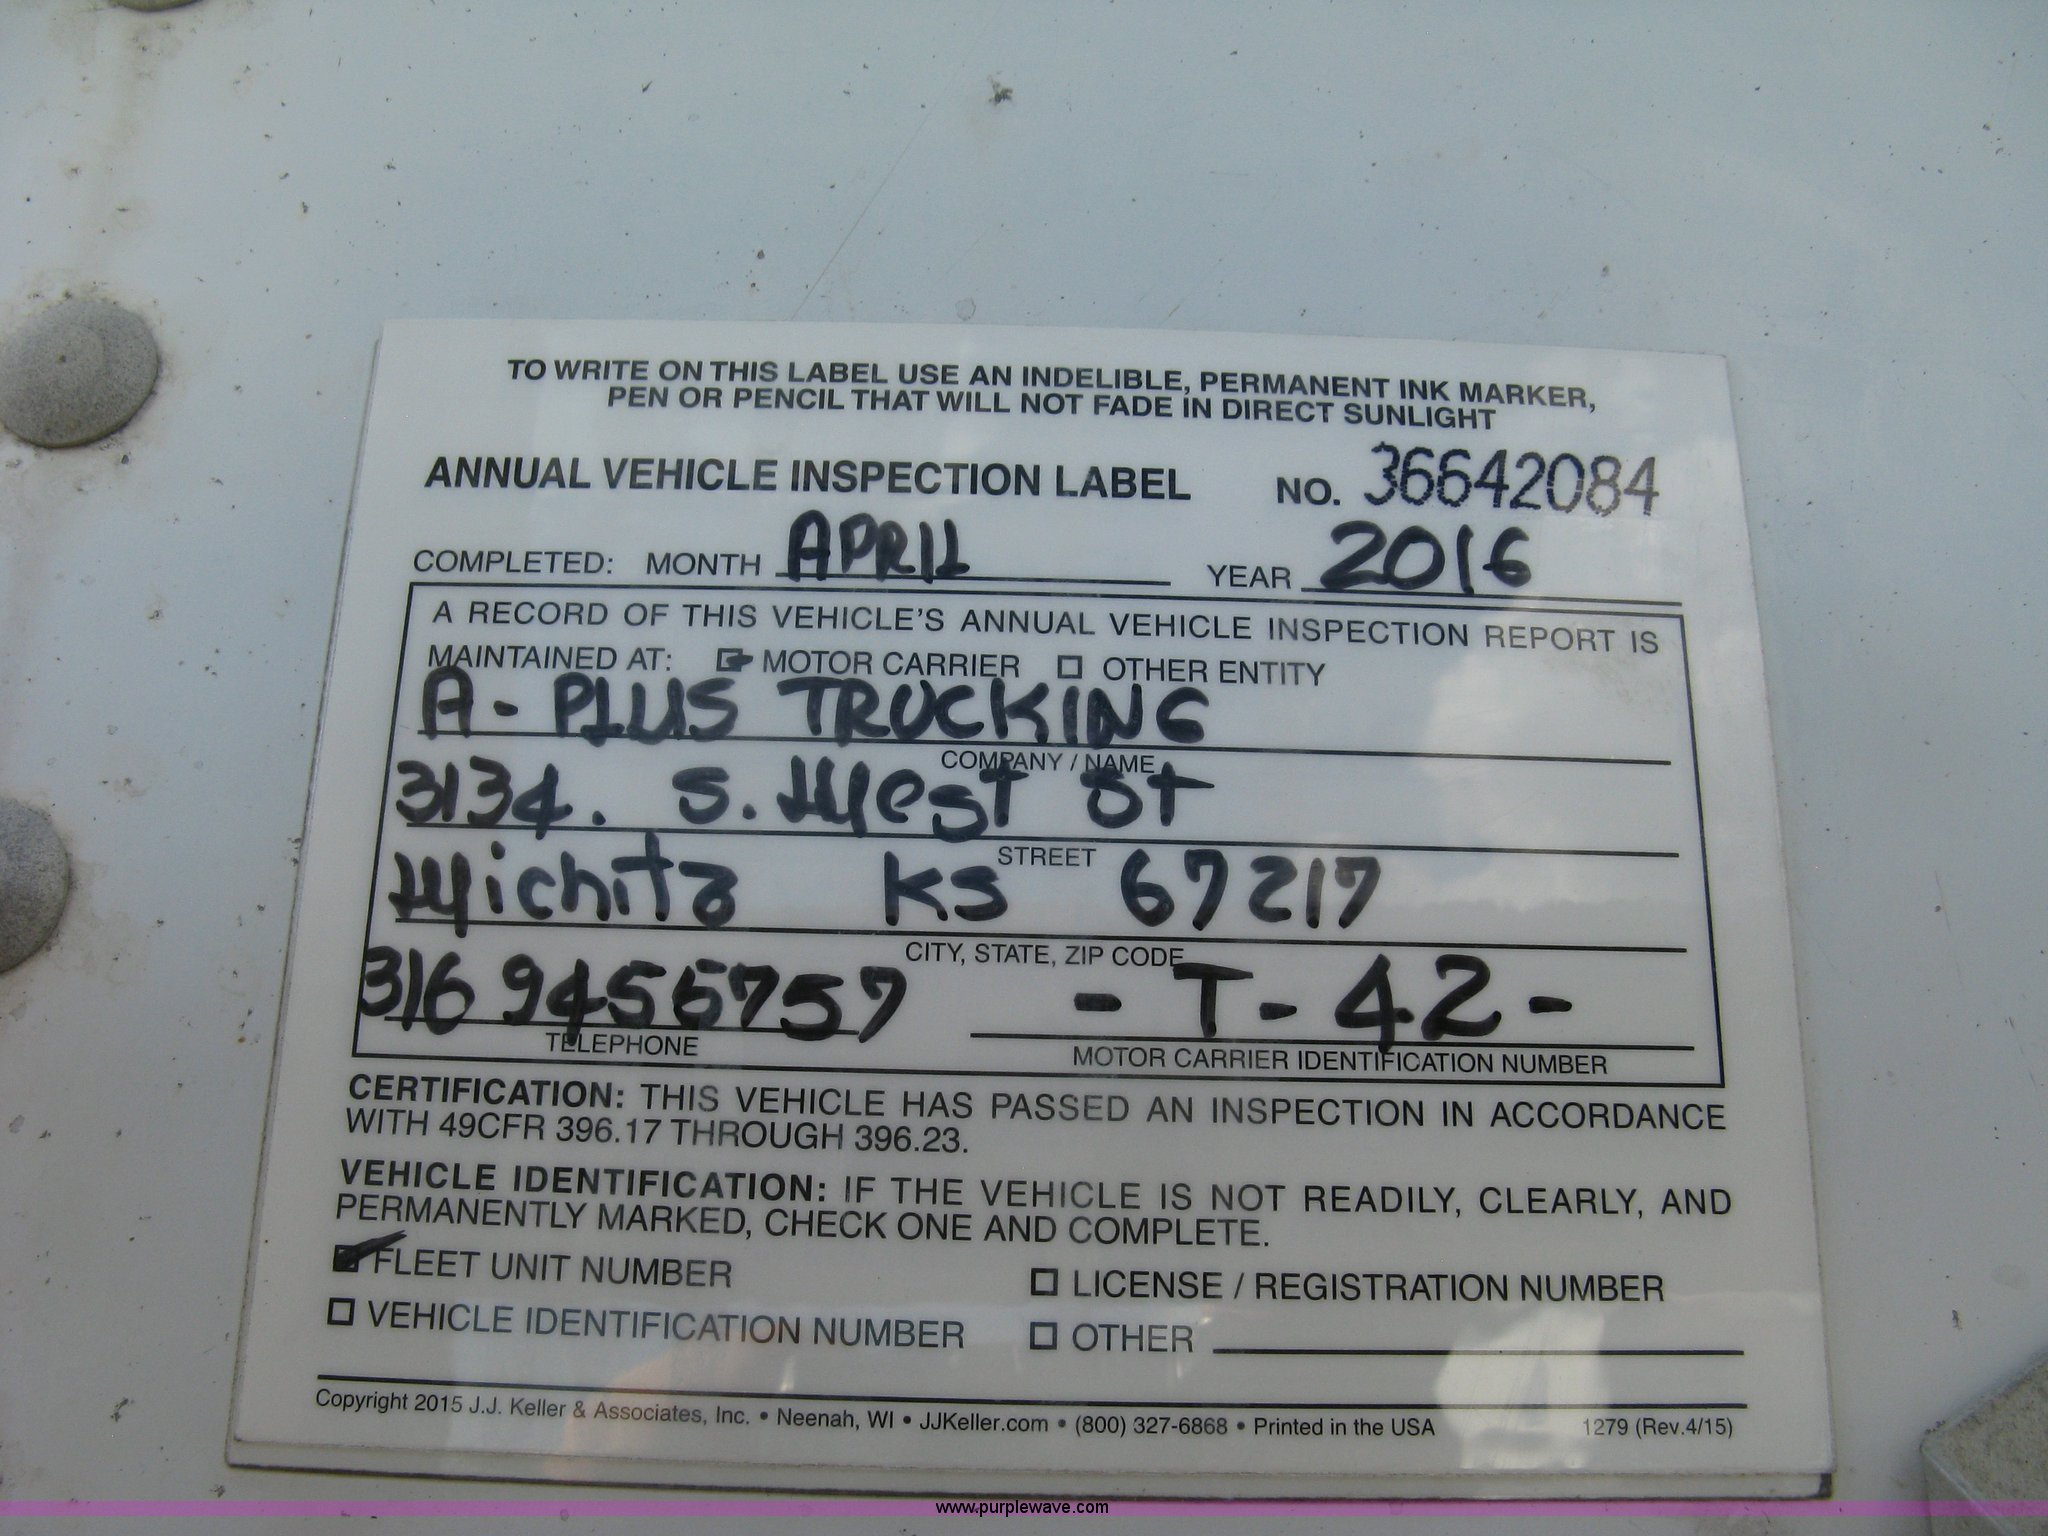 TO WRITE ON THIS LABEL USE AN INDELIBLE, PERMANENT INK MARKER,
PEN OR PENCIL THAT WILL NOT FADE IN DIRECT SUNLIGHT
ANNUAL VEHICLE INSPECTION LABEL NO. 36642084
COMPLETED: MONTH APRIL YEAR 2016
A RECORD OF THIS VEHICLE'S ANNUAL VEHICLE INSPECTION REPORT IS
MAINTAINED AT: MOTOR CARRIER OTHER ENTITY
A-PLUS TRUCKING
COMPANY / NAME
3134. S. West St
STREET
Wichita KS 67217
CITY, STATE, ZIP CODE
316 9455757 - T - 42 -
TELEPHONE MOTOR CARRIER IDENTIFICATION NUMBER
CERTIFICATION: THIS VEHICLE HAS PASSED AN INSPECTION IN ACCORDANCE
WITH 49CFR 396.17 THROUGH 396.23.
VEHICLE IDENTIFICATION: IF THE VEHICLE IS NOT READILY, CLEARLY, AND
PERMANENTLY MARKED, CHECK ONE AND COMPLETE.
FLEET UNIT NUMBER LICENSE / REGISTRATION NUMBER
VEHICLE IDENTIFICATION NUMBER OTHER
Copyright 2015 J.J. Keller & Associates, Inc. • Neenah, WI • JJKeller.com • (800) 327-6868 • Printed in the USA 1279 (Rev.4/15)
www.purplewave.com